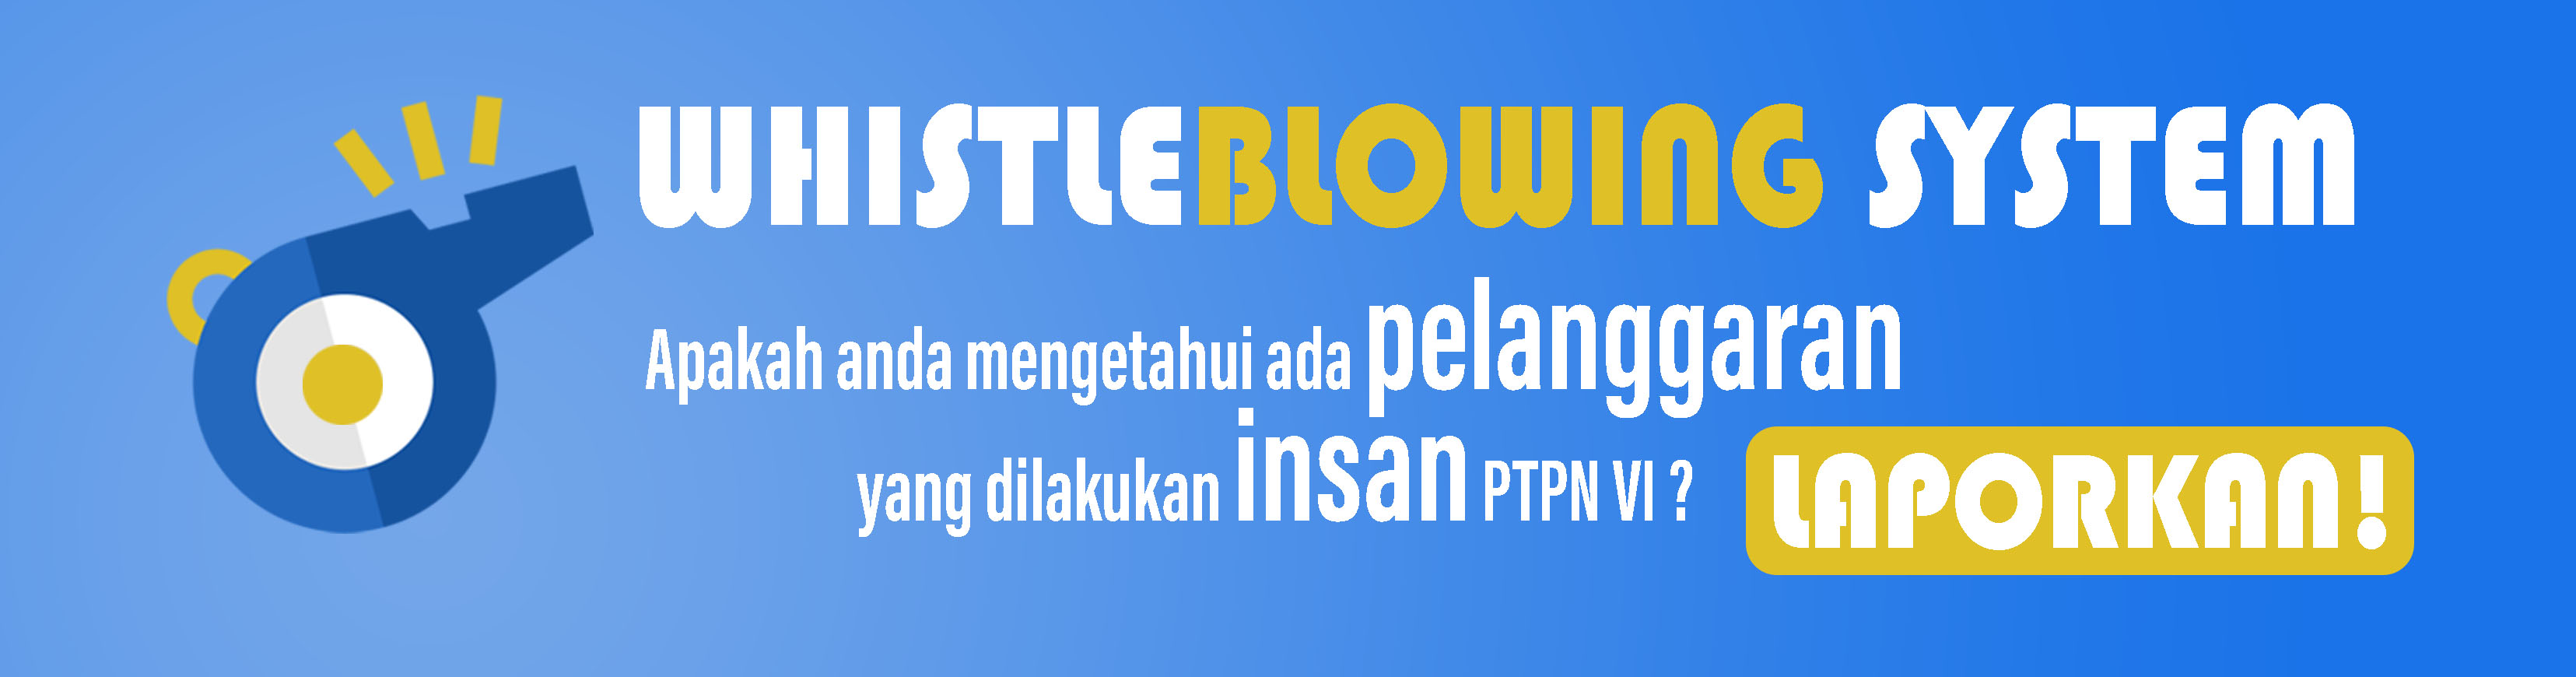 WHISTLEBLOWING SYSTEM
Apakah anda mengetahui ada pelanggaran
yang dilakukan insan PTPN VI ?
LAPORKAN!